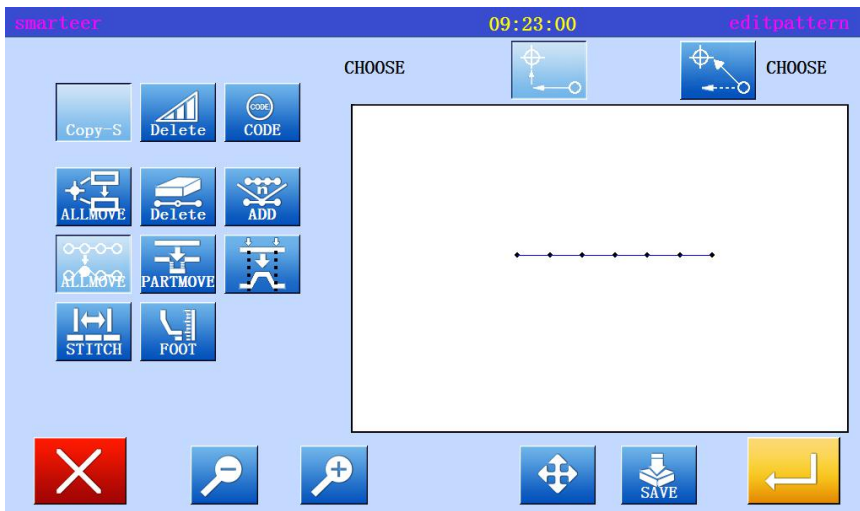 smarteer 09:23:00 editpattern
CHOOSE CHOOSE
Copy-S Delete CODE CODE
n
ALLMOVE Delete ADD
ALLMOVE PARTMOVE
STITCH FOOT
SAVE